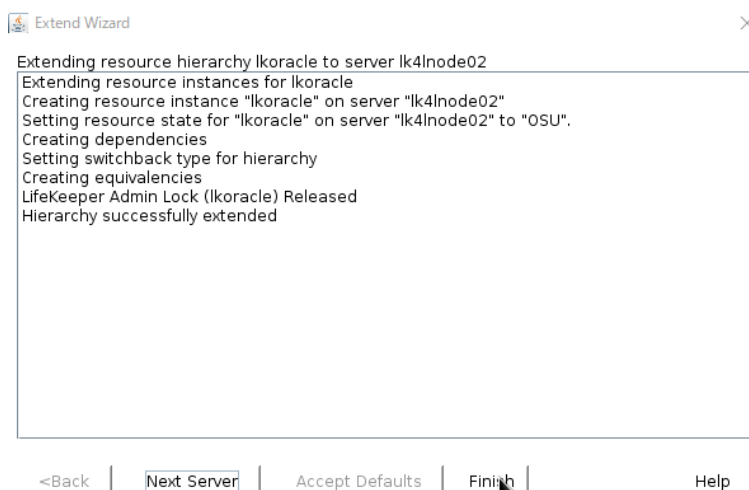 Extend Wizard
Extending resource hierarchy lkoracle to server lk4lnode02
Extending resource instances for lkoracle
Creating resource instance "lkoracle" on server "lk4lnode02"
Setting resource state for "lkoracle" on server "lk4lnode02" to "OSU".
Creating dependencies
Setting switchback type for hierarchy
Creating equivalencies
LifeKeeper Admin Lock (lkoracle) Released
Hierarchy successfully extended
<Back Next Server Accept Defaults Finish Help